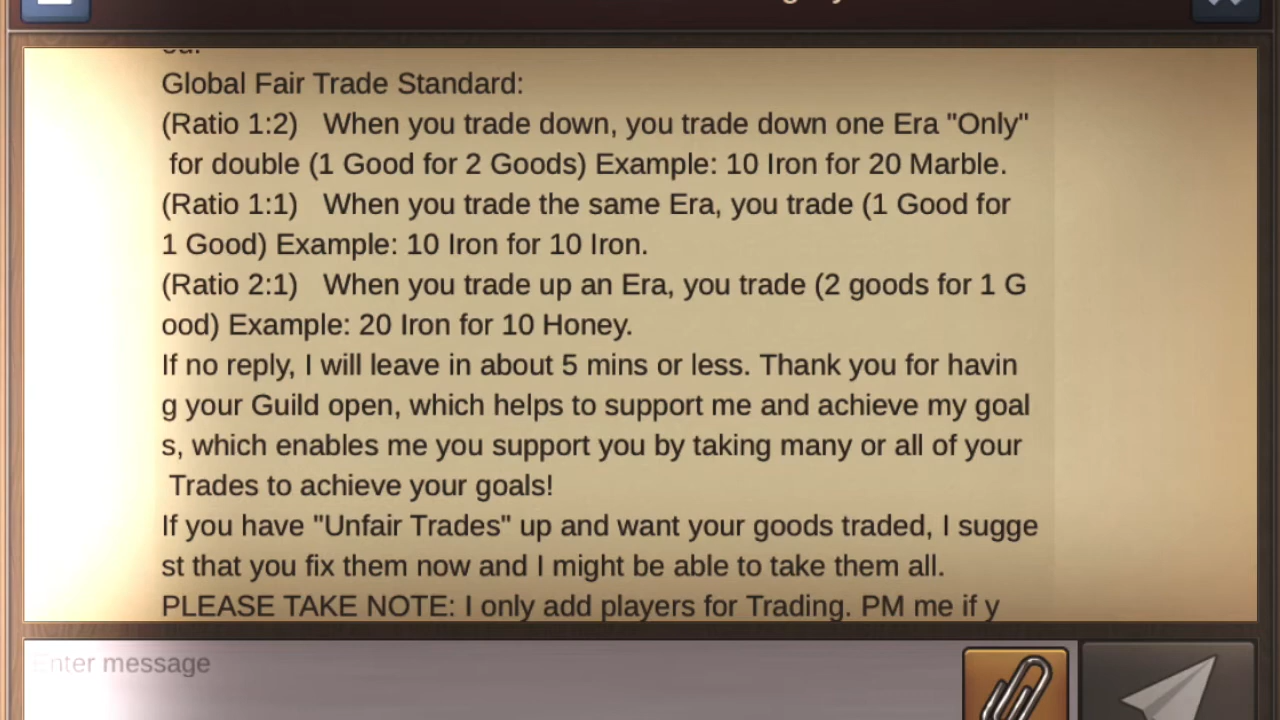 Global Fair Trade Standard:
(Ratio 1:2)   When you trade down, you trade down one Era "Only"
for double (1 Good for 2 Goods) Example: 10 Iron for 20 Marble.
(Ratio 1:1)   When you trade the same Era, you trade (1 Good for
1 Good) Example: 10 Iron for 10 Iron.
(Ratio 2:1)   When you trade up an Era, you trade (2 goods for 1 G
ood) Example: 20 Iron for 10 Honey.
If no reply, I will leave in about 5 mins or less. Thank you for havin
g your Guild open, which helps to support me and achieve my goal
s, which enables me you support you by taking many or all of your
Trades to achieve your goals!
If you have "Unfair Trades" up and want your goods traded, I sugge
st that you fix them now and I might be able to take them all.
PLEASE TAKE NOTE: I only add players for Trading. PM me if y
Enter message